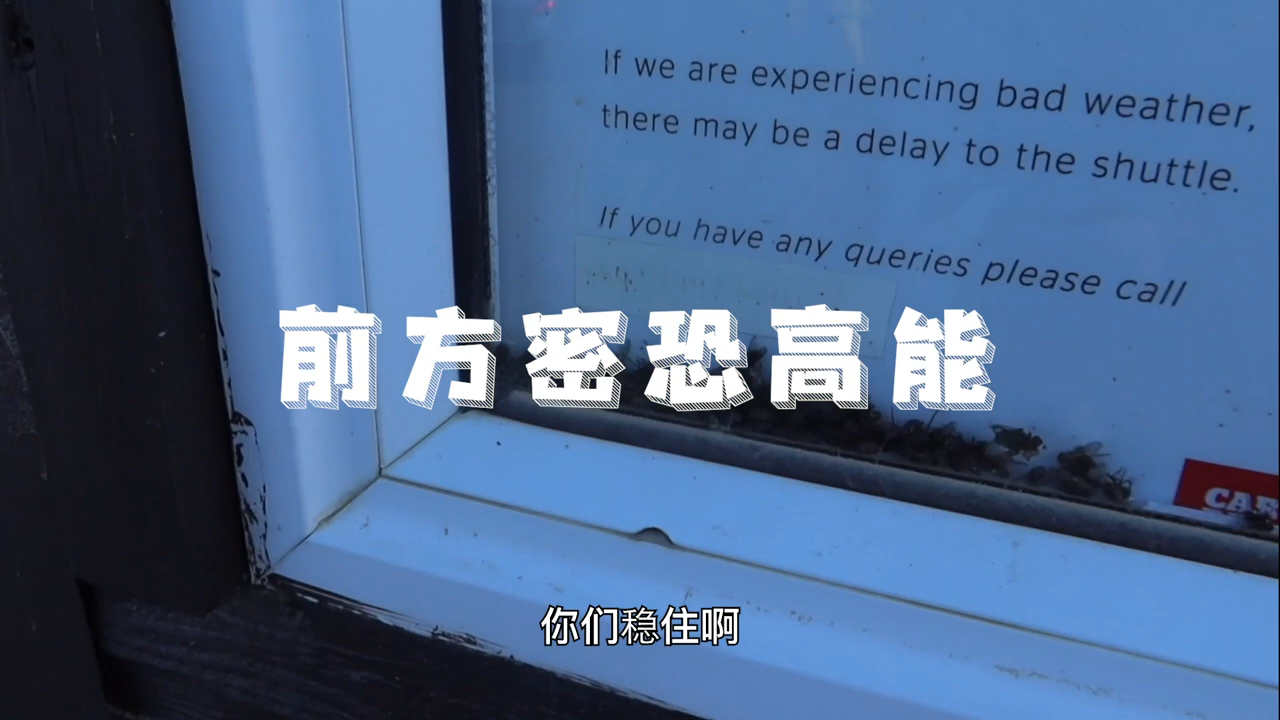 If we are experiencing bad weather,
there may be a delay to the shuttle.
If you have any queries please call
前方密恐高能
CAB
你们稳住啊